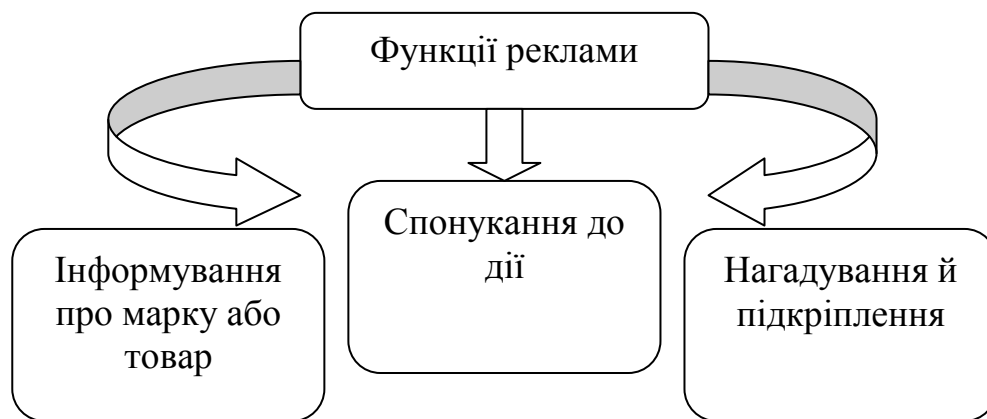 Функції реклами
Спонукання до
дії
Інформування
про марку або
товар
Нагадування й
підкріплення